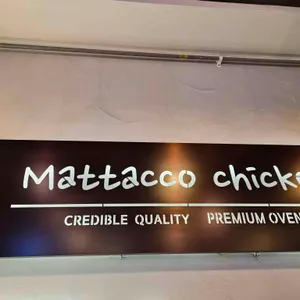 Mattacco chick
CREDIBLE QUALITY PREMIUM OVEN